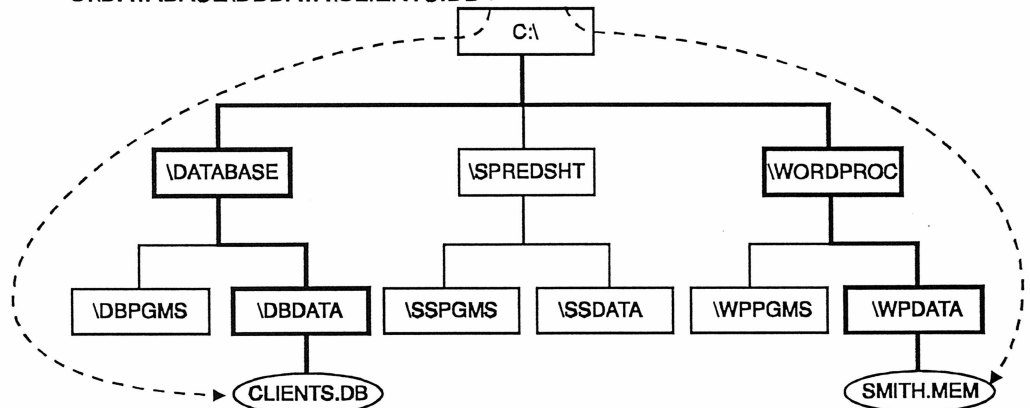 C:\
\DATABASE \SPREDSHT \WORDPROC
\DBPGMS \DBDATA \SSPGMS \SSDATA \WPPGMS \WPDATA
CLIENTS.DB SMITH.MEM